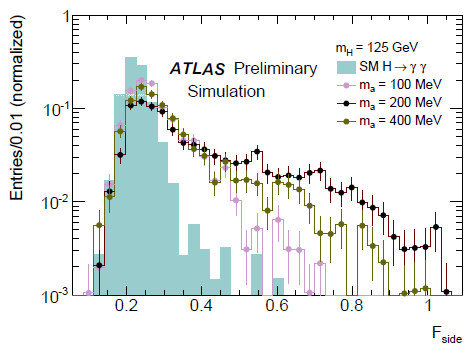 1
10⁻¹
10⁻²
10⁻³
Entries/0.01 (normalized)
ATLAS Preliminary
Simulation
m_H = 125 GeV
SM H → γ γ
m_a = 100 MeV
m_a = 200 MeV
m_a = 400 MeV
0.2 0.4 0.6 0.8 1
F_side